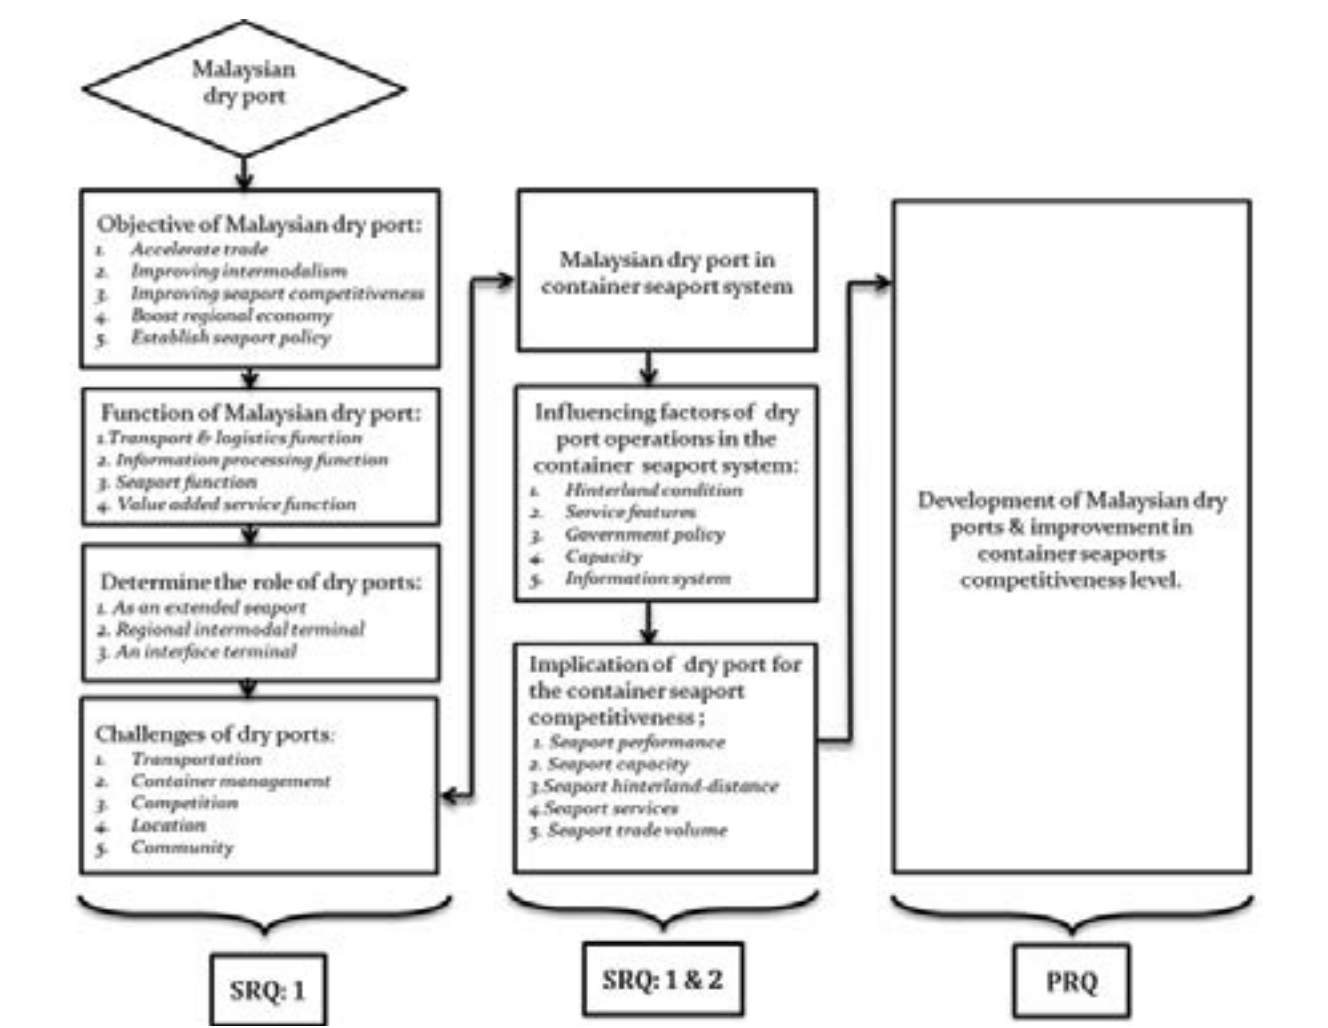 Malaysian
dry port
Objective of Malaysian dry port:
1. Accelerate trade
2. Improving intermodalism
3. Improving seaport competitiveness
4. Boost regional economy
5. Establish seaport policy
Function of Malaysian dry port:
1.Transport & logistics function
2. Information processing function
3. Seaport function
4. Value added service function
Determine the role of dry ports:
1. As an extended seaport
2. Regional intermodal terminal
3. An interface terminal
Challenges of dry ports:
1. Transportation
2. Container management
3. Competition
4. Location
5. Community
SRQ: 1
Malaysian dry port in
container seaport system
Influencing factors of dry
port operations in the
container seaport system:
1. Hinterland condition
2. Service features
3. Government policy
4. Capacity
5. Information system
Implication of dry port for
the container seaport
competitiveness ;
1. Seaport performance
2. Seaport capacity
3.Seaport hinterland-distance
4.Seaport services
5. Seaport trade volume
SRQ: 1 & 2
Development of Malaysian dry
ports & improvement in
container seaports
competitiveness level.
PRQ